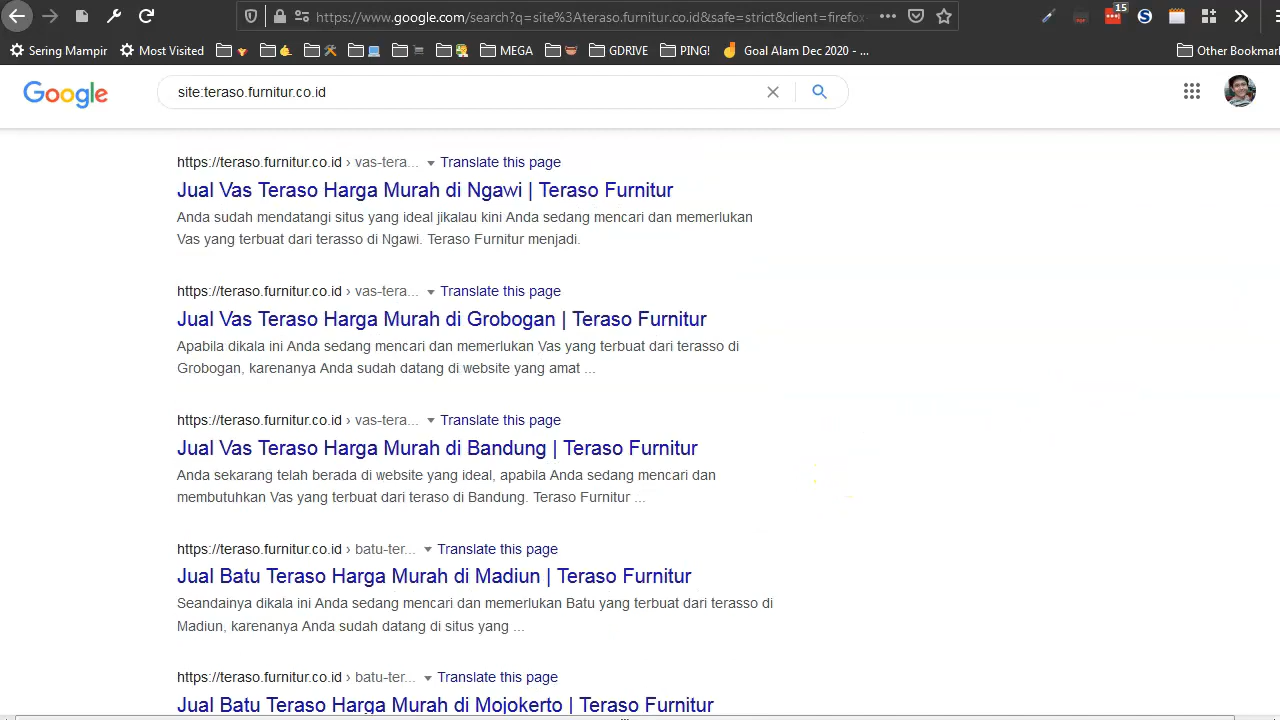 https://www.google.com/search?q=site%3Ateraso.furnitur.co.id&safe=strict&client=firefox-
15
Sering Mampir
Most Visited
MEGA
GDRIVE
PING!
Goal Alam Dec 2020 - ...
Other Bookmar
Google
site:teraso.furnitur.co.id
https://teraso.furnitur.co.id › vas-tera... Translate this page
Jual Vas Teraso Harga Murah di Ngawi | Teraso Furnitur
Anda sudah mendatangi situs yang ideal jikalau kini Anda sedang mencari dan memerlukan
Vas yang terbuat dari terasso di Ngawi. Teraso Furnitur menjadi.
https://teraso.furnitur.co.id › vas-tera... Translate this page
Jual Vas Teraso Harga Murah di Grobogan | Teraso Furnitur
Apabila dikala ini Anda sedang mencari dan memerlukan Vas yang terbuat dari terasso di
Grobogan, karenanya Anda sudah datang di website yang amat ...
https://teraso.furnitur.co.id › vas-tera... Translate this page
Jual Vas Teraso Harga Murah di Bandung | Teraso Furnitur
Anda sekarang telah berada di website yang ideal, apabila Anda sedang mencari dan
membutuhkan Vas yang terbuat dari teraso di Bandung. Teraso Furnitur ...
https://teraso.furnitur.co.id › batu-ter... Translate this page
Jual Batu Teraso Harga Murah di Madiun | Teraso Furnitur
Seandainya dikala ini Anda sedang mencari dan memerlukan Batu yang terbuat dari terasso di
Madiun, karenanya Anda sudah datang di situs yang ...
https://teraso.furnitur.co.id › batu-ter... Translate this page
Jual Batu Teraso Harga Murah di Mojokerto | Teraso Furnitur